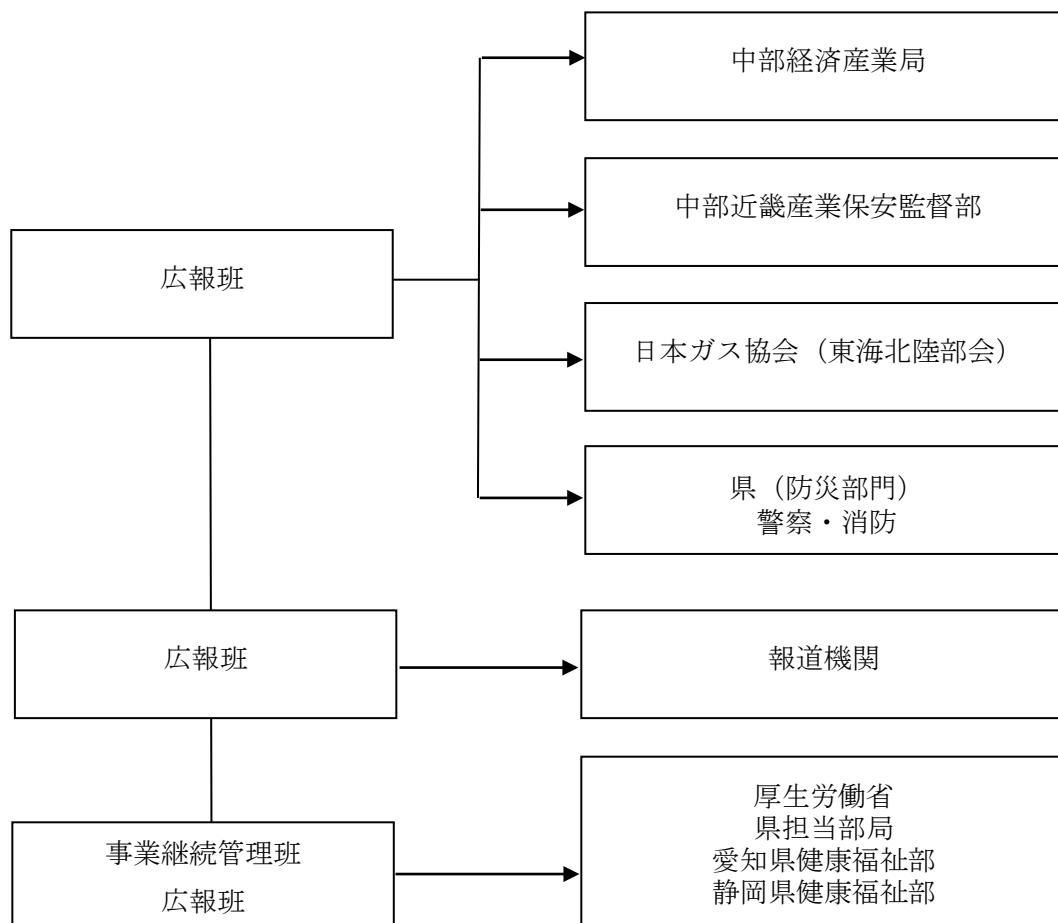 中部経済産業局
中部近畿産業保安監督部
広報班
日本ガス協会（東海北陸部会）
県（防災部門）
警察・消防
広報班
報道機関
厚生労働省
県担当部局
愛知県健康福祉部
静岡県健康福祉部
事業継続管理班
広報班